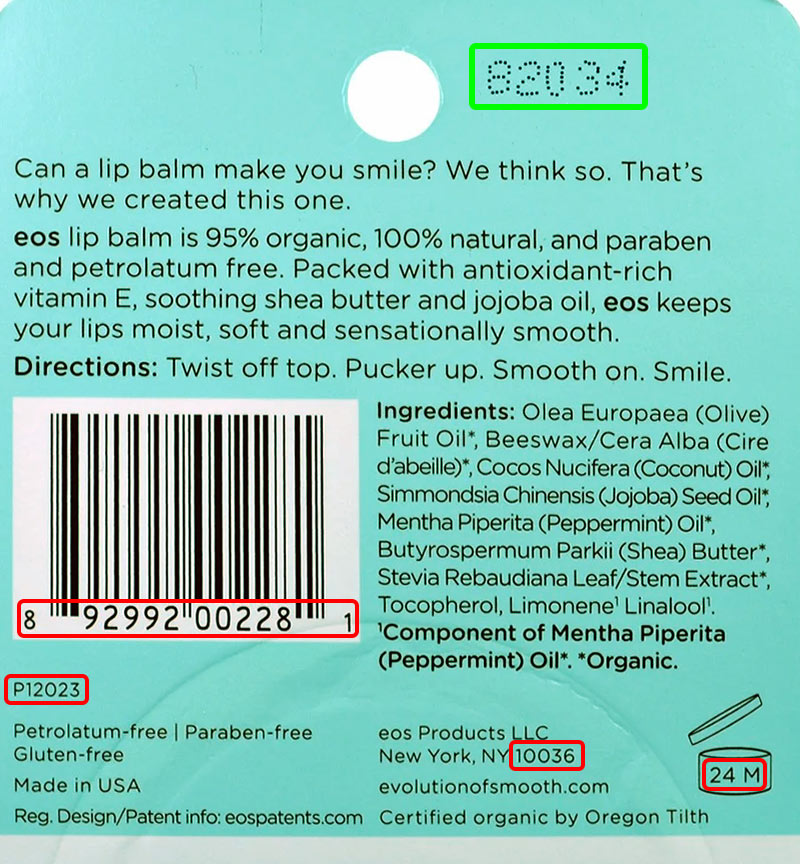 82034
Can a lip balm make you smile? We think so. That's
why we created this one.
eos lip balm is 95% organic, 100% natural, and paraben
and petrolatum free. Packed with antioxidant-rich
vitamin E, soothing shea butter and jojoba oil, eos keeps
your lips moist, soft and sensationally smooth.
Directions: Twist off top. Pucker up. Smooth on. Smile.
Ingredients: Olea Europaea (Olive)
Fruit Oil*, Beeswax/Cera Alba (Cire
d'abeille)*, Cocos Nucifera (Coconut) Oil*,
Simmondsia Chinensis (Jojoba) Seed Oil*,
Mentha Piperita (Peppermint) Oil*,
Butyrospermum Parkii (Shea) Butter*,
Stevia Rebaudiana Leaf/Stem Extract*,
Tocopherol, Limonene¹ Linalool¹.
¹Component of Mentha Piperita
(Peppermint) Oil*. *Organic.
8 92992 00228 1
P12023
Petrolatum-free | Paraben-free
Gluten-free
Made in USA
Reg. Design/Patent info: eospatents.com
eos Products LLC
New York, NY 10036
evolutionofsmooth.com
Certified organic by Oregon Tilth
24 M